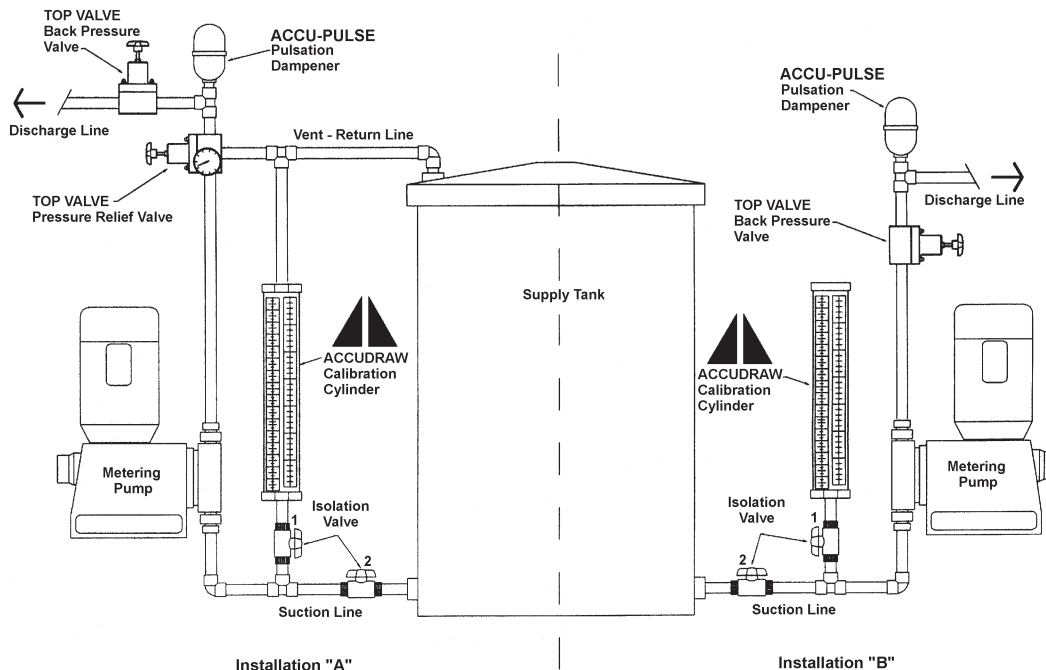 TOP VALVE
Back Pressure
Valve
ACCU-PULSE
Pulsation
Dampener
Discharge Line
Vent - Return Line
TOP VALVE
Pressure Relief Valve
ACCUDRAW
Calibration
Cylinder
Metering
Pump
Isolation
Valve
1
2
Suction Line
Installation "A"
Supply Tank
ACCU-PULSE
Pulsation
Dampener
Discharge Line
TOP VALVE
Back Pressure
Valve
ACCUDRAW
Calibration
Cylinder
Metering
Pump
Isolation
Valve
1
2
Suction Line
Installation "B"